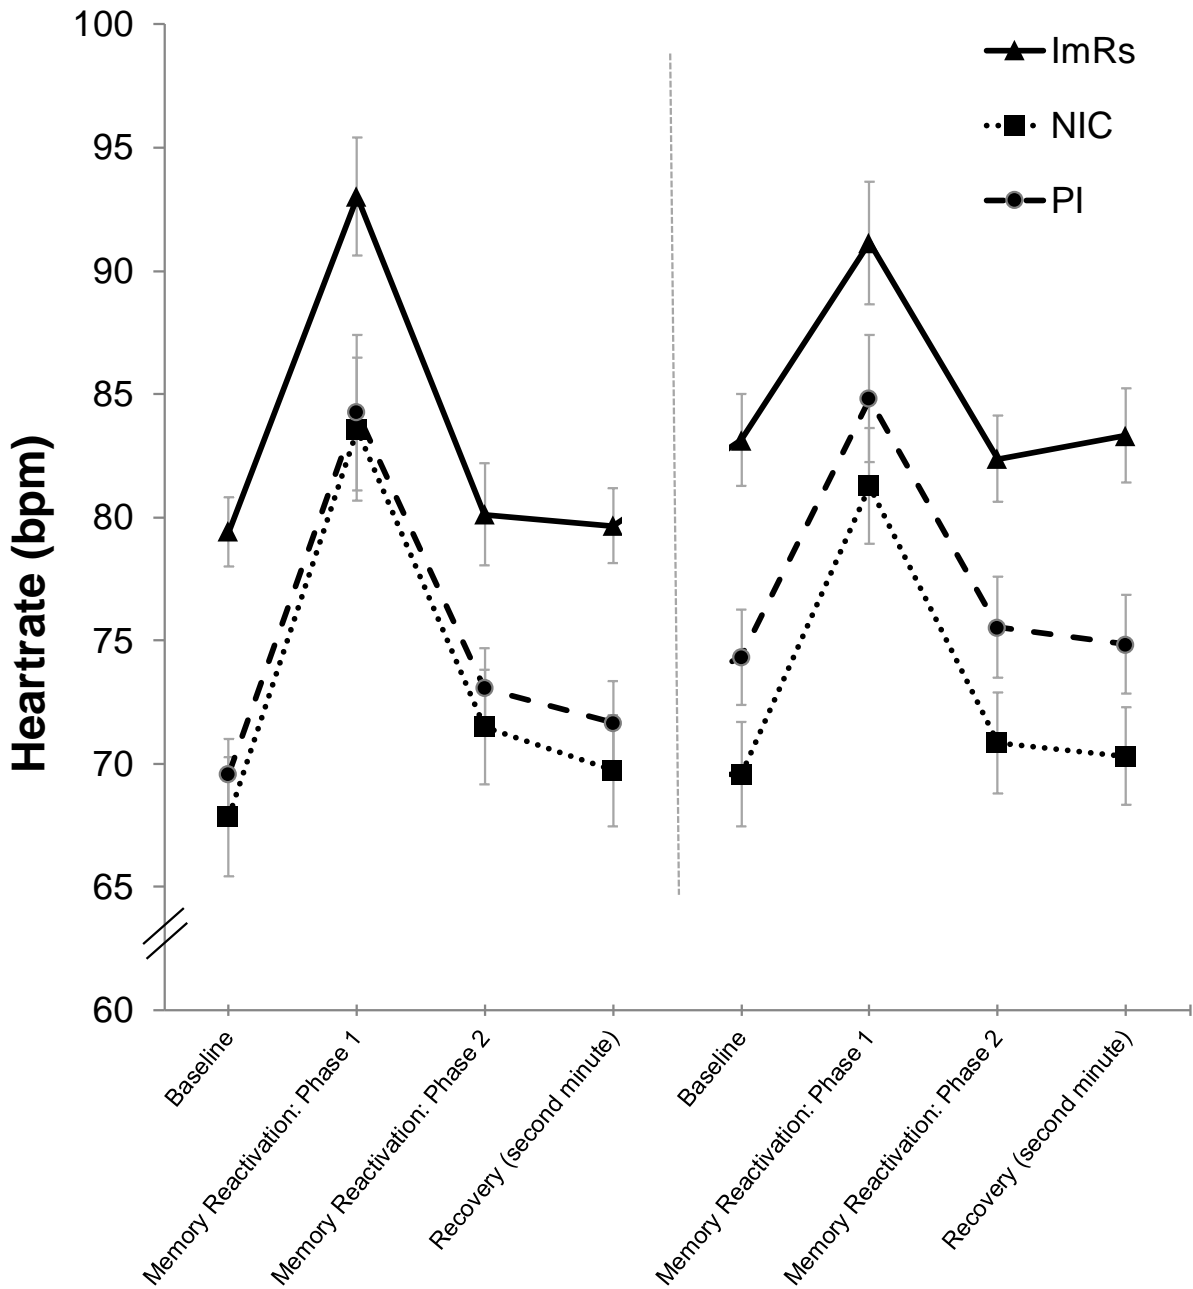 100
95
90
85
80
75
70
65
60
Heartrate (bpm)
ImRs
NIC
PI
Baseline
Memory Reactivation: Phase 1
Memory Reactivation: Phase 2
Recovery (second minute)
Baseline
Memory Reactivation: Phase 1
Memory Reactivation: Phase 2
Recovery (second minute)